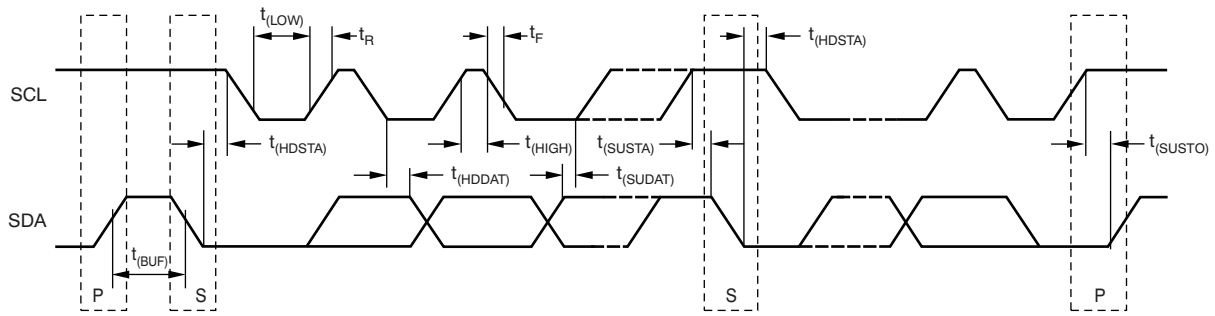 t(LOW)
tR
tF
t(HDSTA)
SCL
t(HDSTA)
t(HIGH)
t(SUSTA)
t(SUSTO)
t(HDDAT)
t(SUDAT)
SDA
t(BUF)
P
S
S
P